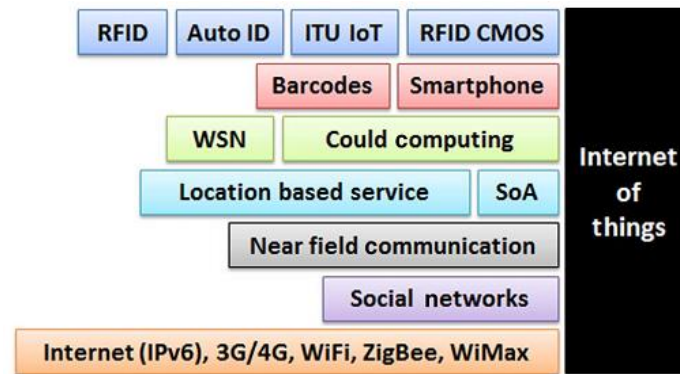 RFID Auto ID ITU IoT RFID CMOS
Barcodes Smartphone
WSN Could computing
Location based service SoA
Near field communication
Social networks
Internet (IPv6), 3G/4G, WiFi, ZigBee, WiMax
Internet
of
things